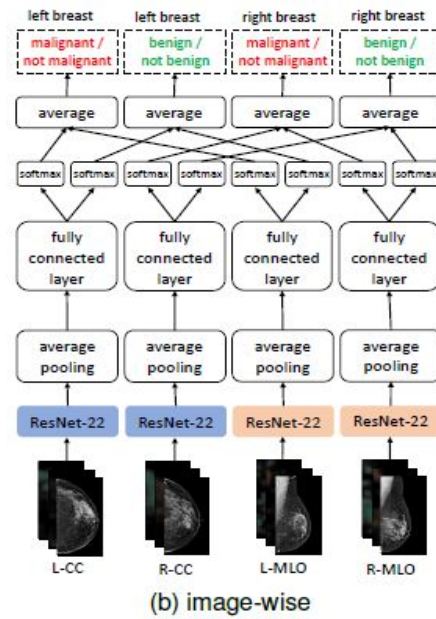 left breast left breast right breast right breast
malignant / benign / malignant / benign /
not malignant not benign not malignant not benign
average average average average
softmax softmax softmax softmax softmax softmax softmax softmax
fully fully fully fully
connected connected connected connected
layer layer layer layer
average average average average
pooling pooling pooling pooling
ResNet-22 ResNet-22 ResNet-22 ResNet-22
L-CC R-CC L-MLO R-MLO
(b) image-wise